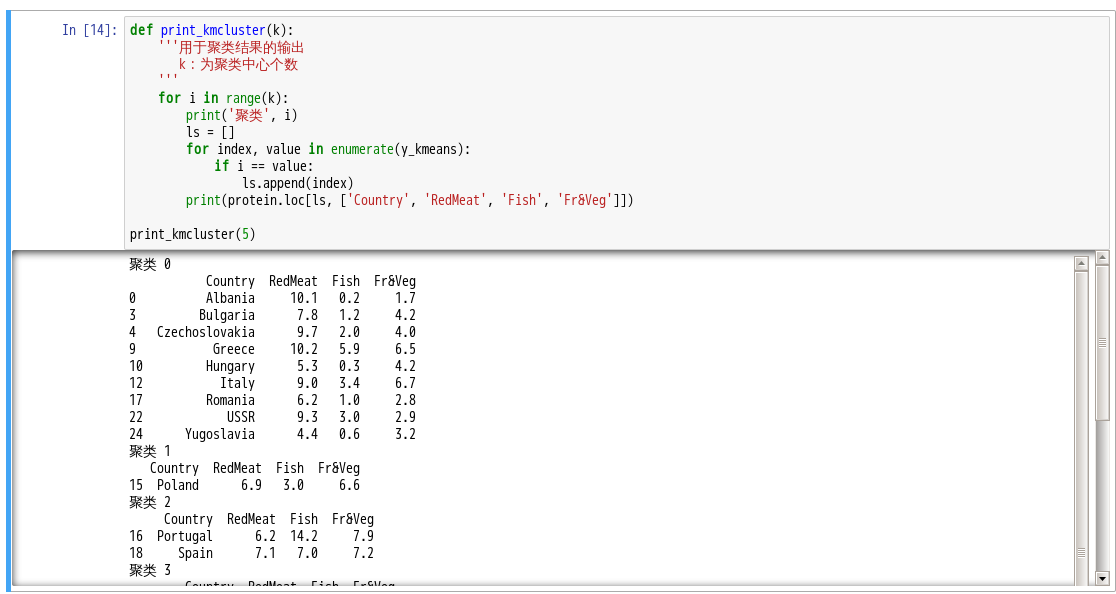 In [14]: def print_kmcluster(k):
    '''用于聚类结果的输出
       k：为聚类中心个数
    '''
    for i in range(k):
        print('聚类', i)
        ls = []
        for index, value in enumerate(y_kmeans):
            if i == value:
                ls.append(index)
        print(protein.loc[ls, ['Country', 'RedMeat', 'Fish', 'Fr&Veg']])
print_kmcluster(5)
聚类 0
           Country  RedMeat  Fish  Fr&Veg
0          Albania     10.1   0.2     1.7
3         Bulgaria      7.8   1.2     4.2
4   Czechoslovakia      9.7   2.0     4.0
9           Greece     10.2   5.9     6.5
10         Hungary      5.3   0.3     4.2
12           Italy      9.0   3.4     6.7
17         Romania      6.2   1.0     2.8
22            USSR      9.3   3.0     2.9
24      Yugoslavia      4.4   0.6     3.2
聚类 1
   Country  RedMeat  Fish  Fr&Veg
15  Poland      6.9   3.0     6.6
聚类 2
     Country  RedMeat  Fish  Fr&Veg
16  Portugal      6.2  14.2     7.9
18     Spain      7.1   7.0     7.2
聚类 3
        Country  RedMeat  Fish  Fr&Veg